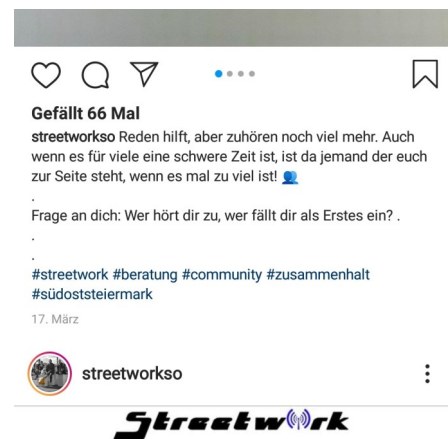 Gefällt 66 Mal
streetworkso Reden hilft, aber zuhören noch viel mehr. Auch
wenn es für viele eine schwere Zeit ist, ist da jemand der euch
zur Seite steht, wenn es mal zu viel ist! 👥
.
Frage an dich: Wer hört dir zu, wer fällt dir als Erstes ein? .
.
.
#streetwork #beratung #community #zusammenhalt
#südoststeiermark
17. März
streetworkso
Streetwork